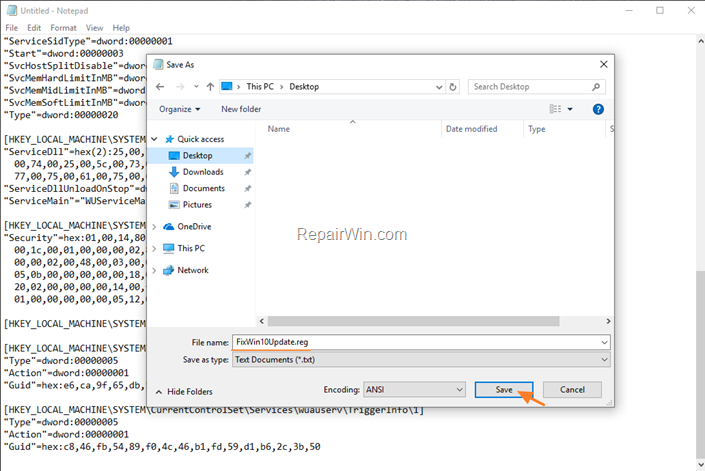 Untitled - Notepad
File Edit Format View Help
"ServiceSidType"=dword:00000001
"Start"=dword:00000003
"SvcHostSplitDisable"=dwo
"SvcMemHardLimitInMB"=dwo
"SvcMemMidLimitInMB"=dwor
"SvcMemSoftLimitInMB"=dwo
"Type"=dword:00000020
[HKEY_LOCAL_MACHINE\SYSTEM
"ServiceDll"=hex(2):25,00,
00,74,00,25,00,5c,00,73,0
77,00,75,00,61,00,75,00,
"ServiceDllUnloadOnStop"=d
"ServiceMain"="WUServiceMa
[HKEY_LOCAL_MACHINE\SYSTEM
"Security"=hex:01,00,14,80
00,1c,00,01,00,00,00,02,
00,00,02,00,48,00,03,00,
05,0b,00,00,00,00,00,18,
20,02,00,00,00,00,14,00,
01,00,00,00,00,00,05,12,
[HKEY_LOCAL_MACHINE\SYSTEM
[HKEY_LOCAL_MACHINE\SYSTEM
"Type"=dword:00000005
"Action"=dword:00000001
"Guid"=hex:e6,ca,9f,65,db,
[HKEY_LOCAL_MACHINE\SYSTEM\CurrentControlSet\Services\wuauserv\TriggerInfo\1]
"Type"=dword:00000005
"Action"=dword:00000001
"Guid"=hex:c8,46,fb,54,89,f0,4c,46,b1,fd,59,d1,b6,2c,3b,50
Save As
This PC > Desktop
Search Desktop
Organize New folder
Name Date modified Type S
Quick access
Desktop
Downloads
Documents
Pictures
OneDrive
This PC
Network
RepairWin.com
File name: FixWin10Update.reg
Save as type: Text Documents (*.txt)
Hide Folders Encoding: ANSI Save Cancel